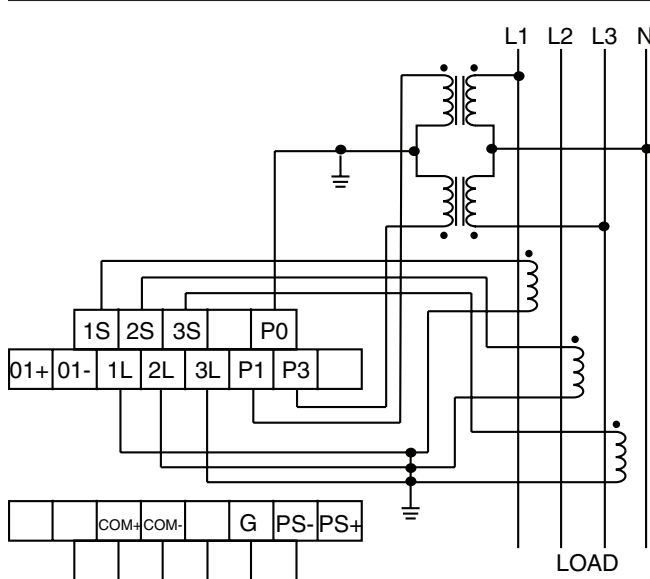 L1 L2 L3 N
1S 2S 3S P0
01+ 01- 1L 2L 3L P1 P3
COM+ COM- G PS- PS+
LOAD